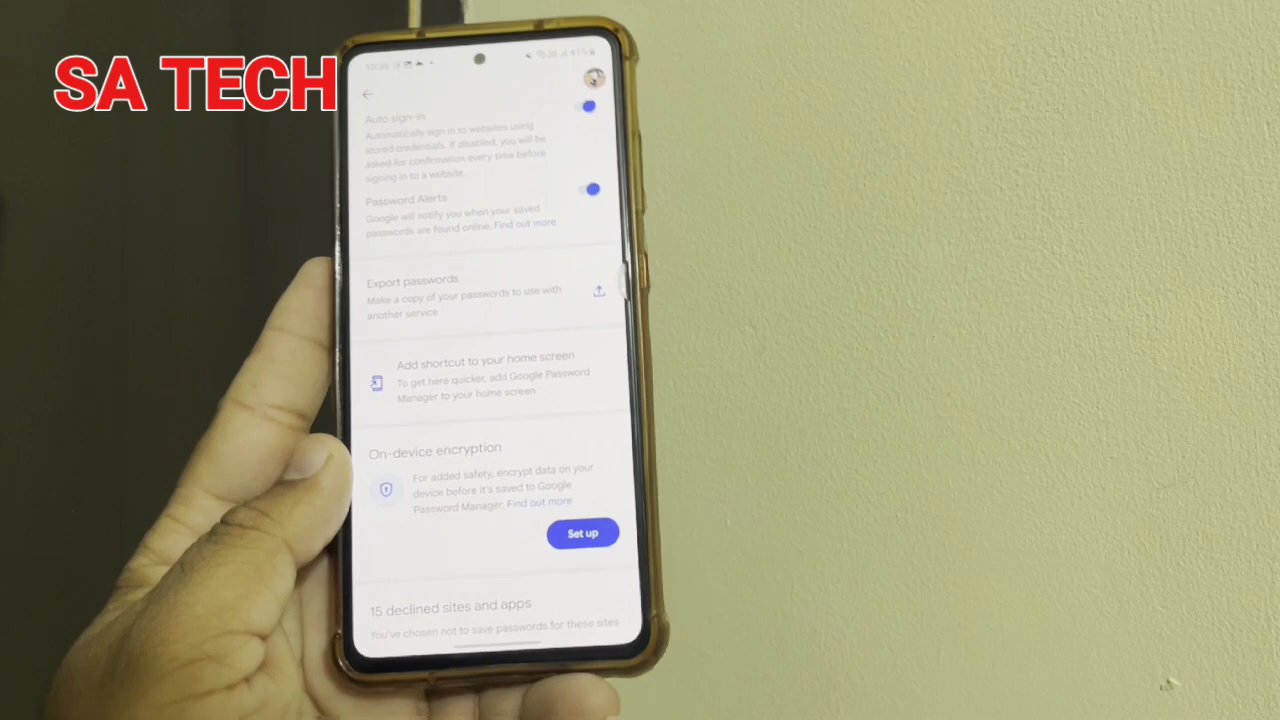 SA TECH
Auto sign-in
Automatically sign in to websites using
stored credentials. If disabled, you will be
asked for confirmation every time before
signing in to a website.
Password Alerts
Google will notify you when your saved
passwords are found online. Find out more
Export passwords
Make a copy of your passwords to use with
another service
Add shortcut to your home screen
To get here quicker, add Google Password
Manager to your home screen
On-device encryption
For added safety, encrypt data on your
device before it's saved to Google
Password Manager. Find out more
Set up
15 declined sites and apps
You've chosen not to save passwords for these sites